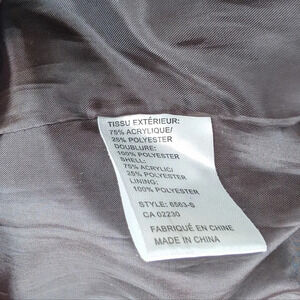 TISSU EXTÉRIEUR:
75% ACRYLIQUE/
25% POLYESTER
DOUBLURE:
100% POLYESTER
SHELL:
75% ACRYLIC/
25% POLYESTER
LINING:
100% POLYESTER
STYLE: 6563-S
CA 02230
FABRIQUÉ EN CHINE
MADE IN CHINA